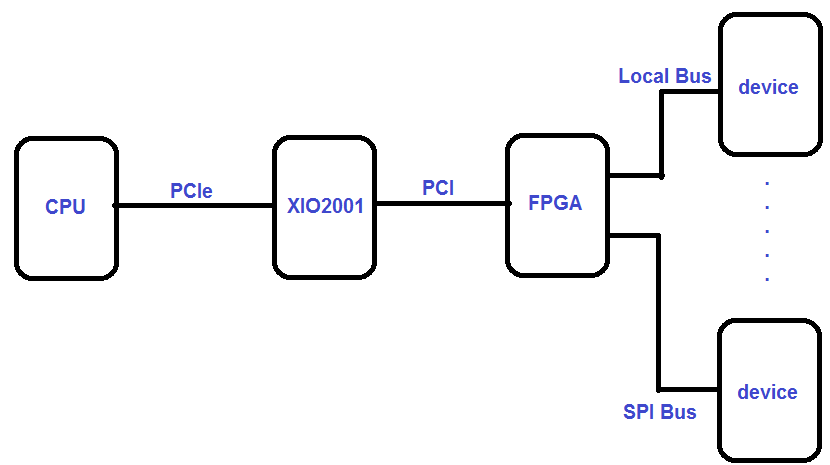 Local Bus
device
PCIe
PCI
CPU
XIO2001
FPGA
device
SPI Bus